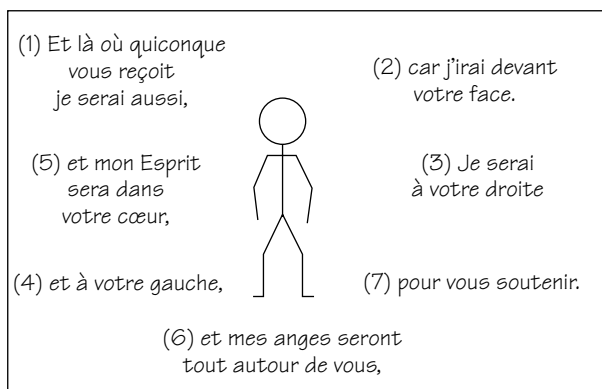 (1) Et là où quiconque
vous reçoit
je serai aussi,
(2) car j'irai devant
votre face.
(5) et mon Esprit
sera dans
votre cœur,
(3) Je serai
à votre droite
(4) et à votre gauche,
(7) pour vous soutenir.
(6) et mes anges seront
tout autour de vous,